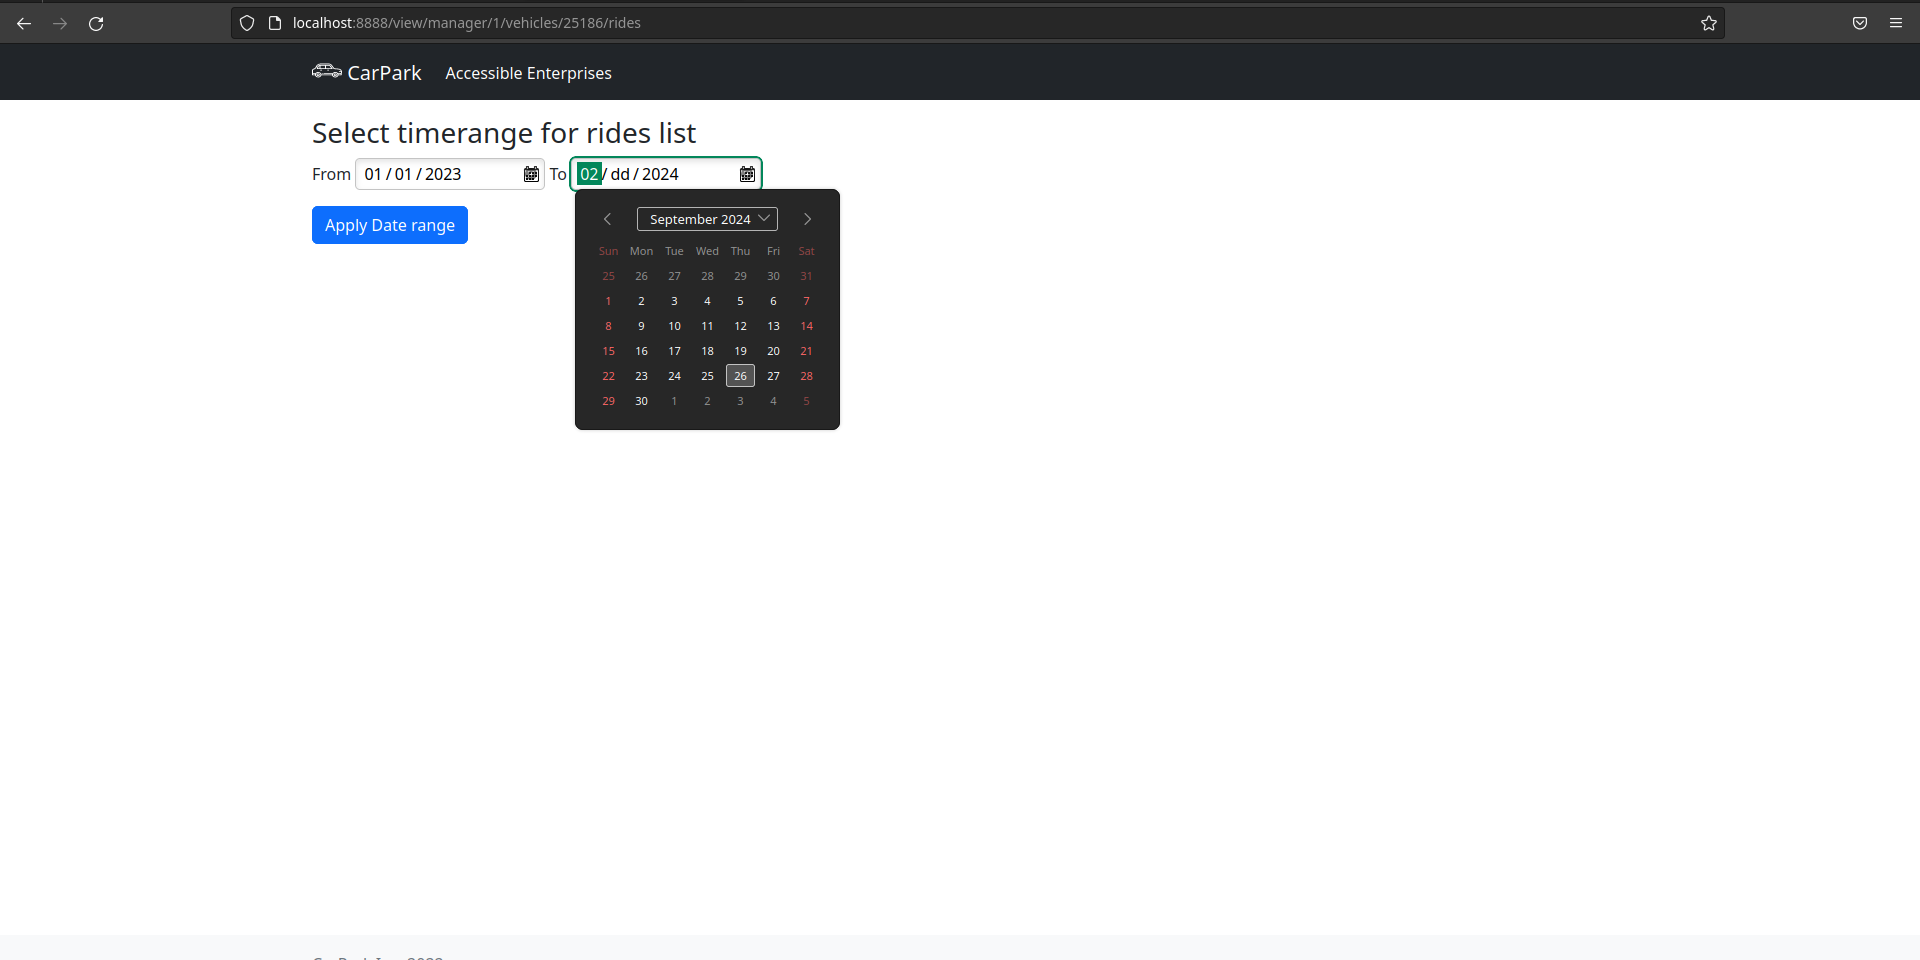 localhost:8888/view/manager/1/vehicles/25186/rides
CarPark Accessible Enterprises
Select timerange for rides list
From 01/01/2023 To 02/dd/2024
Apply Date range
September 2024
Sun Mon Tue Wed Thu Fri Sat
25 26 27 28 29 30 31
1 2 3 4 5 6 7
8 9 10 11 12 13 14
15 16 17 18 19 20 21
22 23 24 25 26 27 28
29 30 1 2 3 4 5